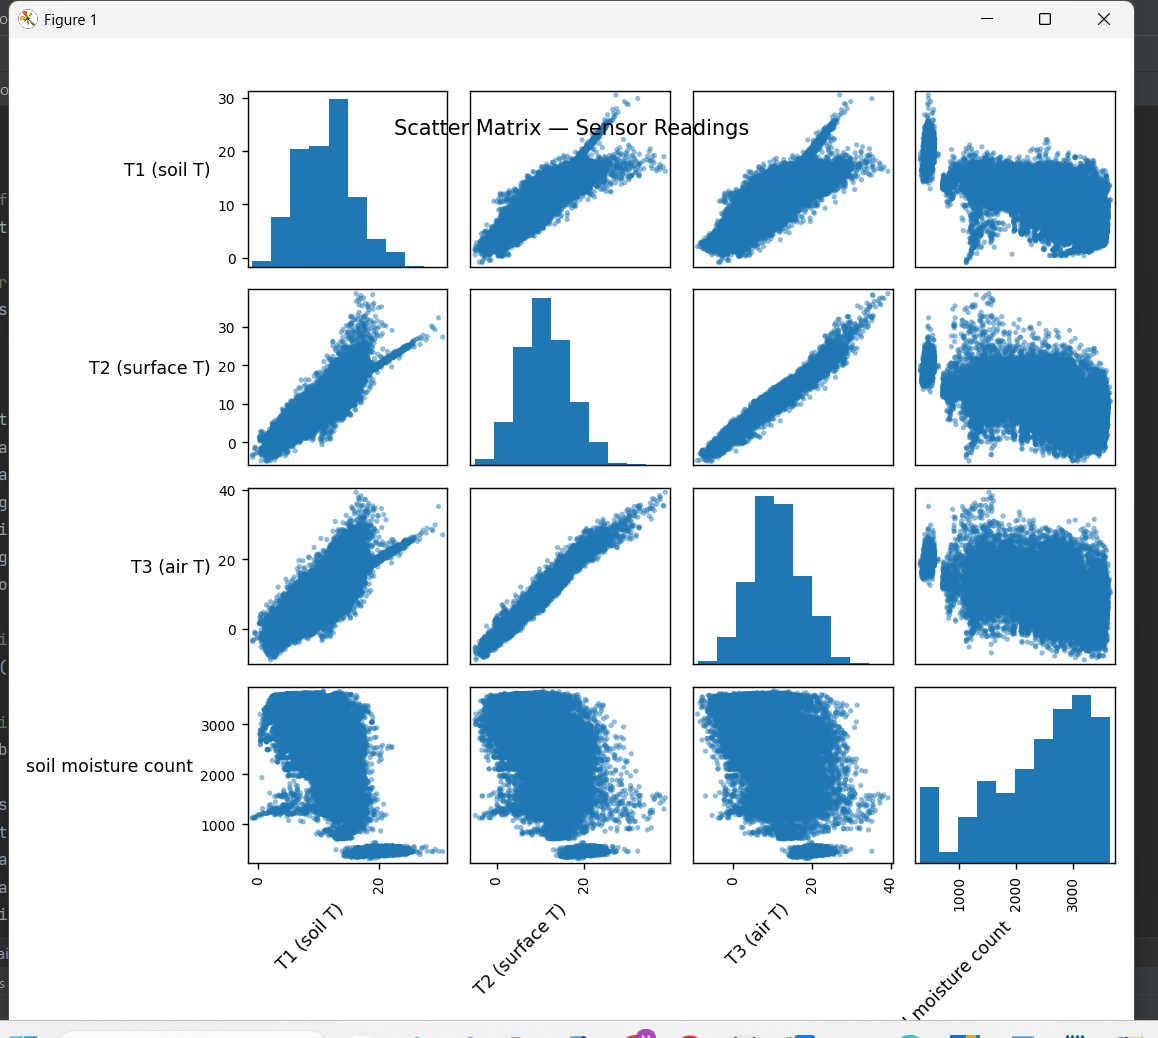 Figure 1
Scatter Matrix — Sensor Readings
30
20
10
0
T1 (soil T)
30
20
10
0
T2 (surface T)
40
20
0
T3 (air T)
3000
2000
1000
soil moisture count
0 20 0 20 0 20 40 1000 2000 3000
T1 (soil T)
T2 (surface T)
T3 (air T)
moisture count